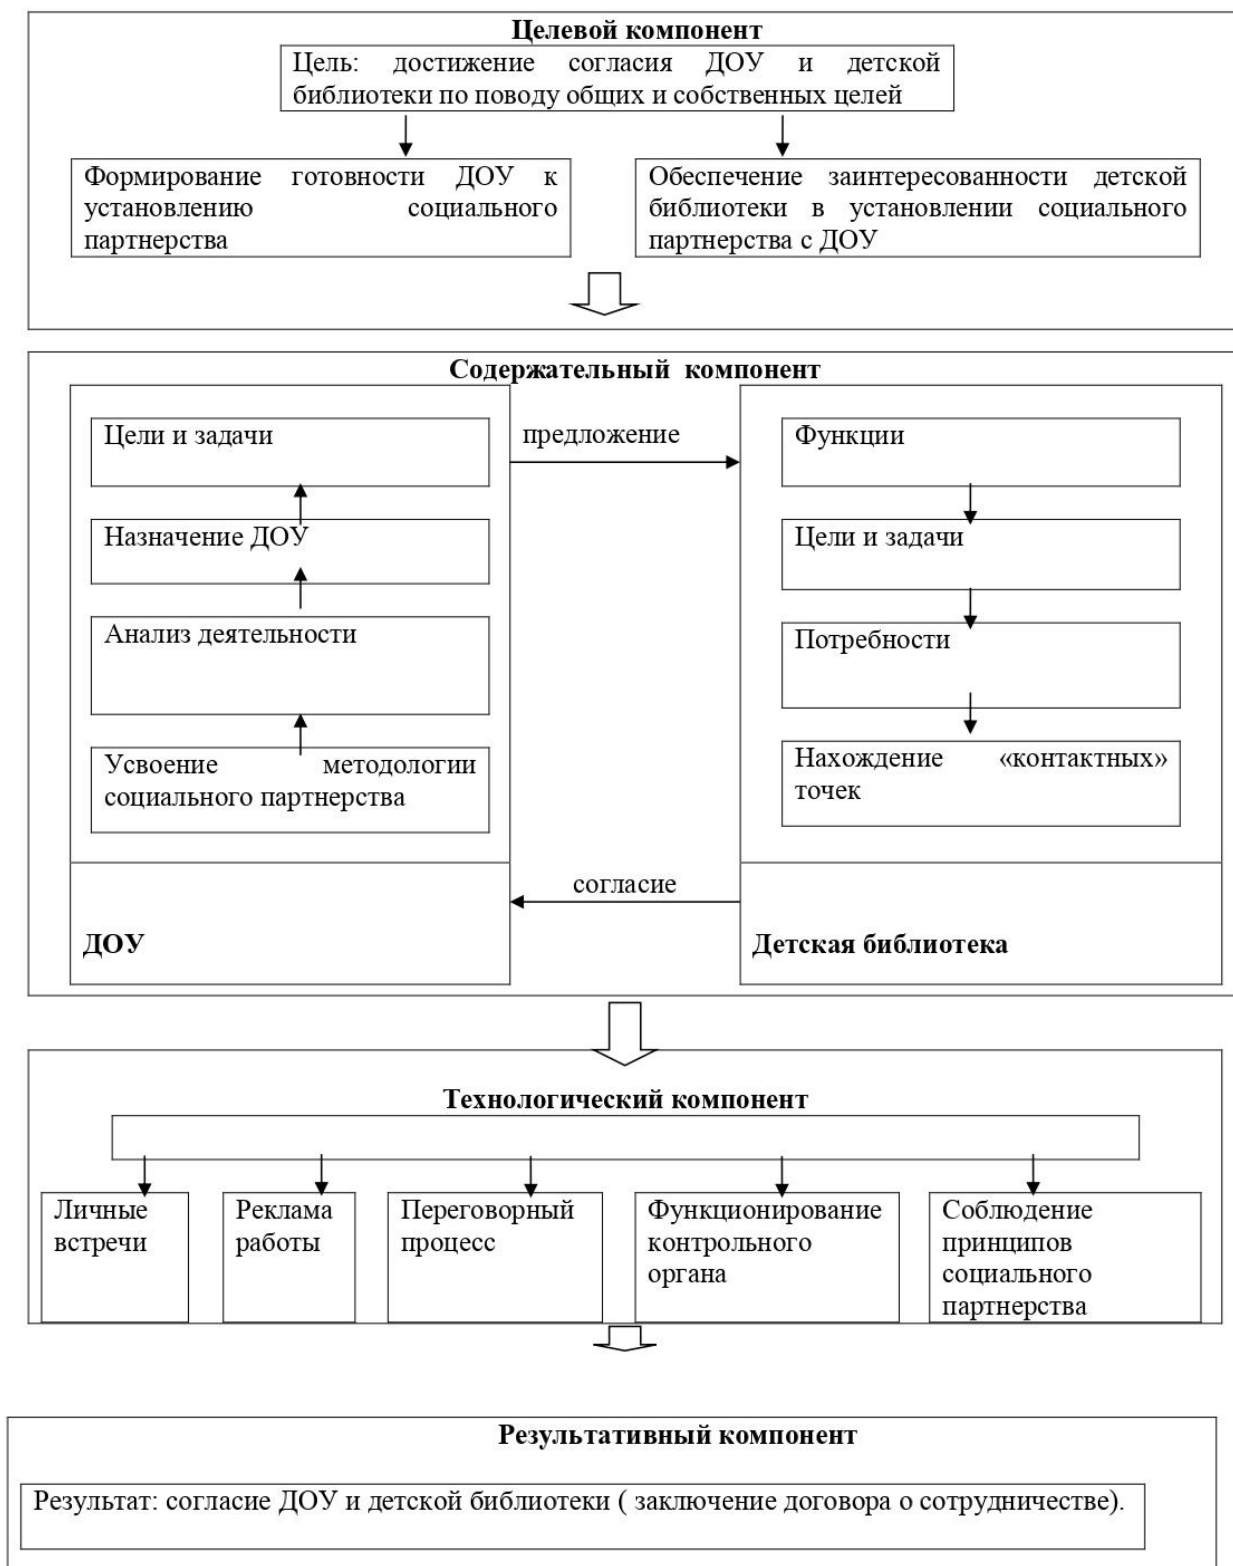 Целевой компонент
Цель: достижение согласия ДОУ и детской
библиотеки по поводу общих и собственных целей
Формирование готовности ДОУ к
установлению социального
партнерства
Обеспечение заинтересованности детской
библиотеки в установлении социального
партнерства с ДОУ
Содержательный компонент
Цели и задачи
Назначение ДОУ
Анализ деятельности
Усвоение методологии
социального партнерства
ДОУ
предложение
согласие
Функции
Цели и задачи
Потребности
Нахождение «контактных»
точек
Детская библиотека
Технологический компонент
Личные
встречи
Реклама
работы
Переговорный
процесс
Функционирование
контрольного
органа
Соблюдение
принципов
социального
партнерства
Результативный компонент
Результат: согласие ДОУ и детской библиотеки ( заключение договора о сотрудничестве).